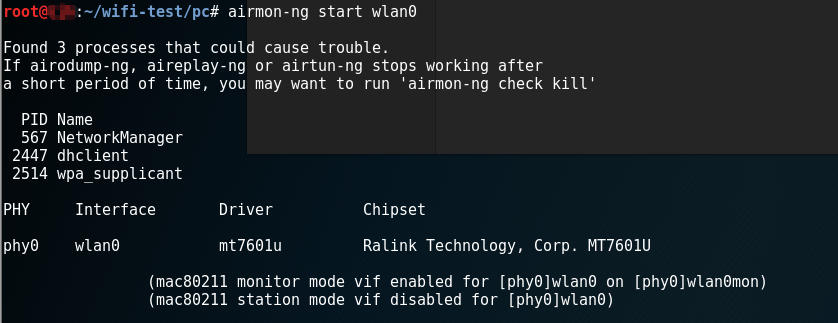 root@ :~/wifi-test/pc# airmon-ng start wlan0
Found 3 processes that could cause trouble.
If airodump-ng, aireplay-ng or airtun-ng stops working after
a short period of time, you may want to run 'airmon-ng check kill'
PID Name
567 NetworkManager
2447 dhclient
2514 wpa_supplicant
PHY Interface Driver Chipset
phy0 wlan0 mt7601u Ralink Technology, Corp. MT7601U
(mac80211 monitor mode vif enabled for [phy0]wlan0 on [phy0]wlan0mon)
(mac80211 station mode vif disabled for [phy0]wlan0)